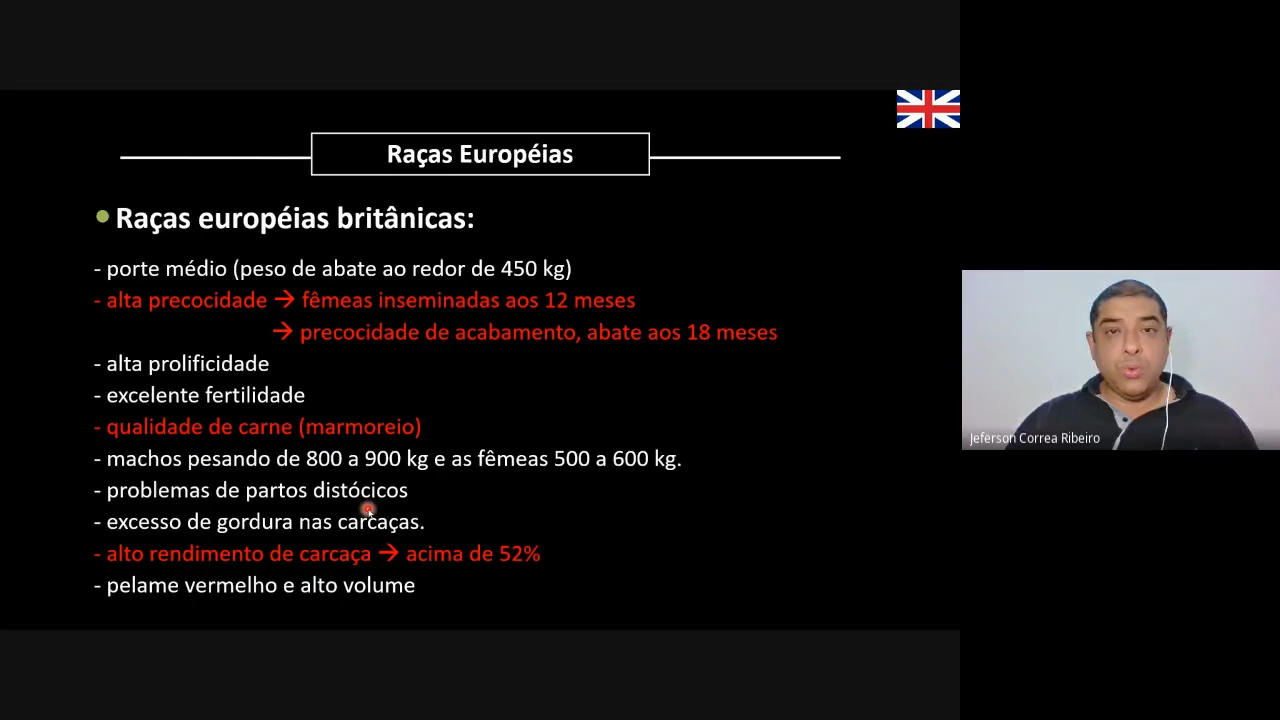 Raças Européias
Raças européias britânicas:
- porte médio (peso de abate ao redor de 450 kg)
- alta precocidade → fêmeas inseminadas aos 12 meses
→ precocidade de acabamento, abate aos 18 meses
- alta prolificidade
- excelente fertilidade
- qualidade de carne (marmoreio)
- machos pesando de 800 a 900 kg e as fêmeas 500 a 600 kg.
- problemas de partos distócicos
- excesso de gordura nas carcaças.
- alto rendimento de carcaça → acima de 52%
- pelame vermelho e alto volume
Jeferson Correa Ribeiro